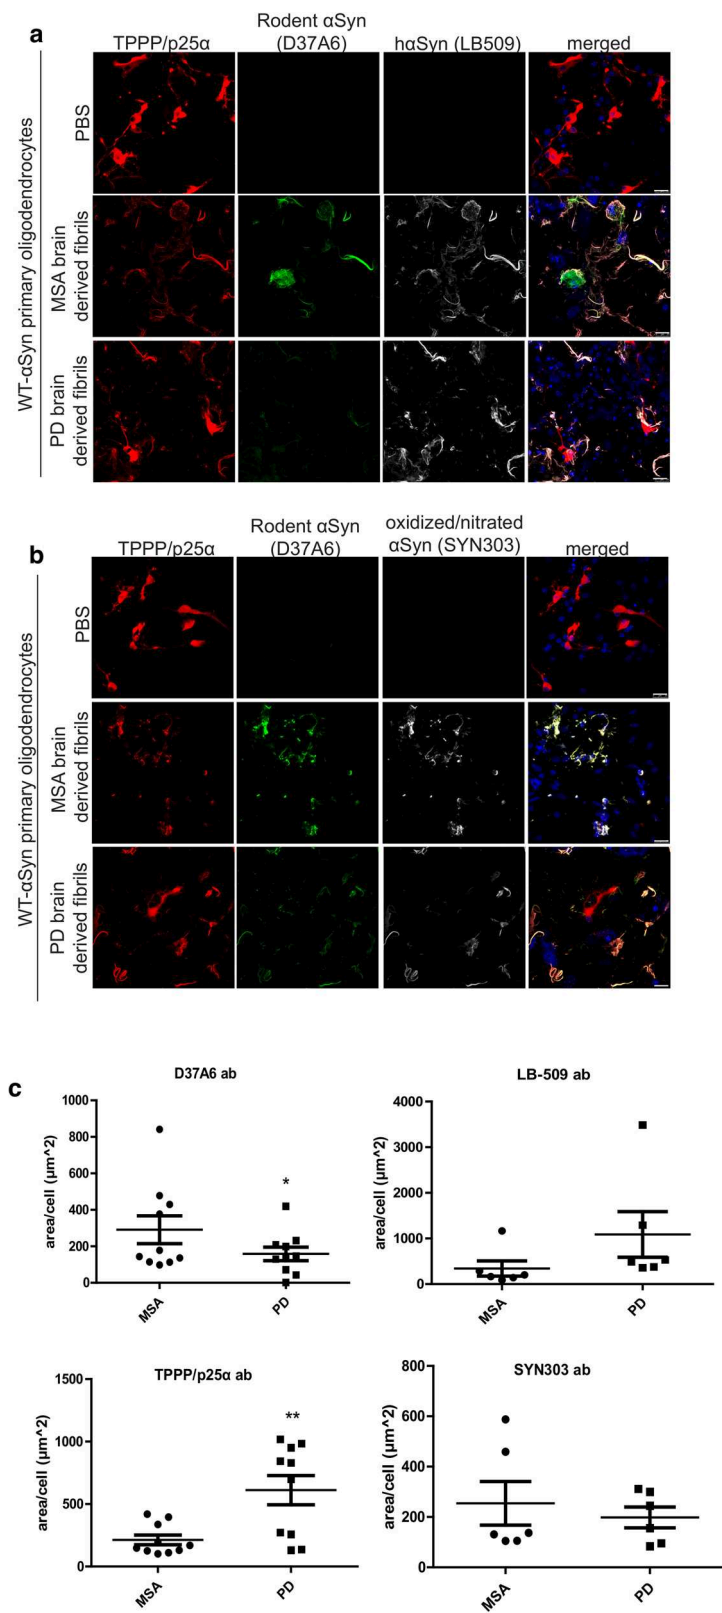 a
TPPP/p25α
Rodent αSyn
(D37A6)
hαSyn (LB509)
merged
WT-αSyn primary oligodendrocytes
PBS
MSA brain
derived fibrils
PD brain
derived fibrils
b
TPPP/p25α
Rodent αSyn
(D37A6)
oxidized/nitrated
αSyn (SYN303)
merged
WT-αSyn primary oligodendrocytes
PBS
MSA brain
derived fibrils
PD brain
derived fibrils
c
D37A6 ab
area/cell (µm^2)
1000
800
600
400
200
0
*
MSA
PD
LB-509 ab
area/cell (µm^2)
4000
3000
2000
1000
0
MSA
PD
TPPP/p25α ab
area/cell (µm^2)
1500
1000
500
0
**
MSA
PD
SYN303 ab
area/cell (µm^2)
800
600
400
200
0
MSA
PD